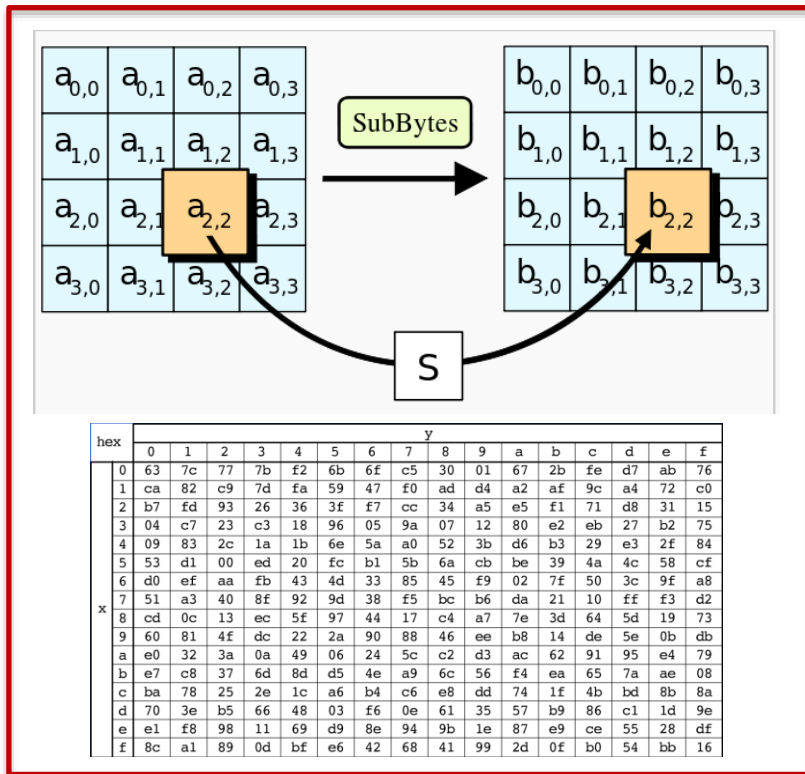 a0,0 a0,1 a0,2 a0,3 b0,0 b0,1 b0,2 b0,3
SubBytes
a1,0 a1,1 a1,2 a1,3 b1,0 b1,1 b1,2 b1,3
a2,0 a2,1 a2,2 a2,3 b2,0 b2,1 b2,2 b2,3
a3,0 a3,1 a3,2 a3,3 b3,0 b3,1 b3,2 b3,3
S
hex y
0 1 2 3 4 5 6 7 8 9 a b c d e f
0 63 7c 77 7b f2 6b 6f c5 30 01 67 2b fe d7 ab 76
1 ca 82 c9 7d fa 59 47 f0 ad d4 a2 af 9c a4 72 c0
2 b7 fd 93 26 36 3f f7 cc 34 a5 e5 f1 71 d8 31 15
3 04 c7 23 c3 18 96 05 9a 07 12 80 e2 eb 27 b2 75
4 09 83 2c 1a 1b 6e 5a a0 52 3b d6 b3 29 e3 2f 84
5 53 d1 00 ed 20 fc b1 5b 6a cb be 39 4a 4c 58 cf
6 d0 ef aa fb 43 4d 33 85 45 f9 02 7f 50 3c 9f a8
x 7 51 a3 40 8f 92 9d 38 f5 bc b6 da 21 10 ff f3 d2
8 cd 0c 13 ec 5f 97 44 17 c4 a7 7e 3d 64 5d 19 73
9 60 81 4f dc 22 2a 90 88 46 ee b8 14 de 5e 0b db
a e0 32 3a 0a 49 06 24 5c c2 d3 ac 62 91 95 e4 79
b e7 c8 37 6d 8d d5 4e a9 6c 56 f4 ea 65 7a ae 08
c ba 78 25 2e 1c a6 b4 c6 e8 dd 74 1f 4b bd 8b 8a
d 70 3e b5 66 48 03 f6 0e 61 35 57 b9 86 c1 1d 9e
e e1 f8 98 11 69 d9 8e 94 9b 1e 87 e9 ce 55 28 df
f 8c a1 89 0d bf e6 42 68 41 99 2d 0f b0 54 bb 16